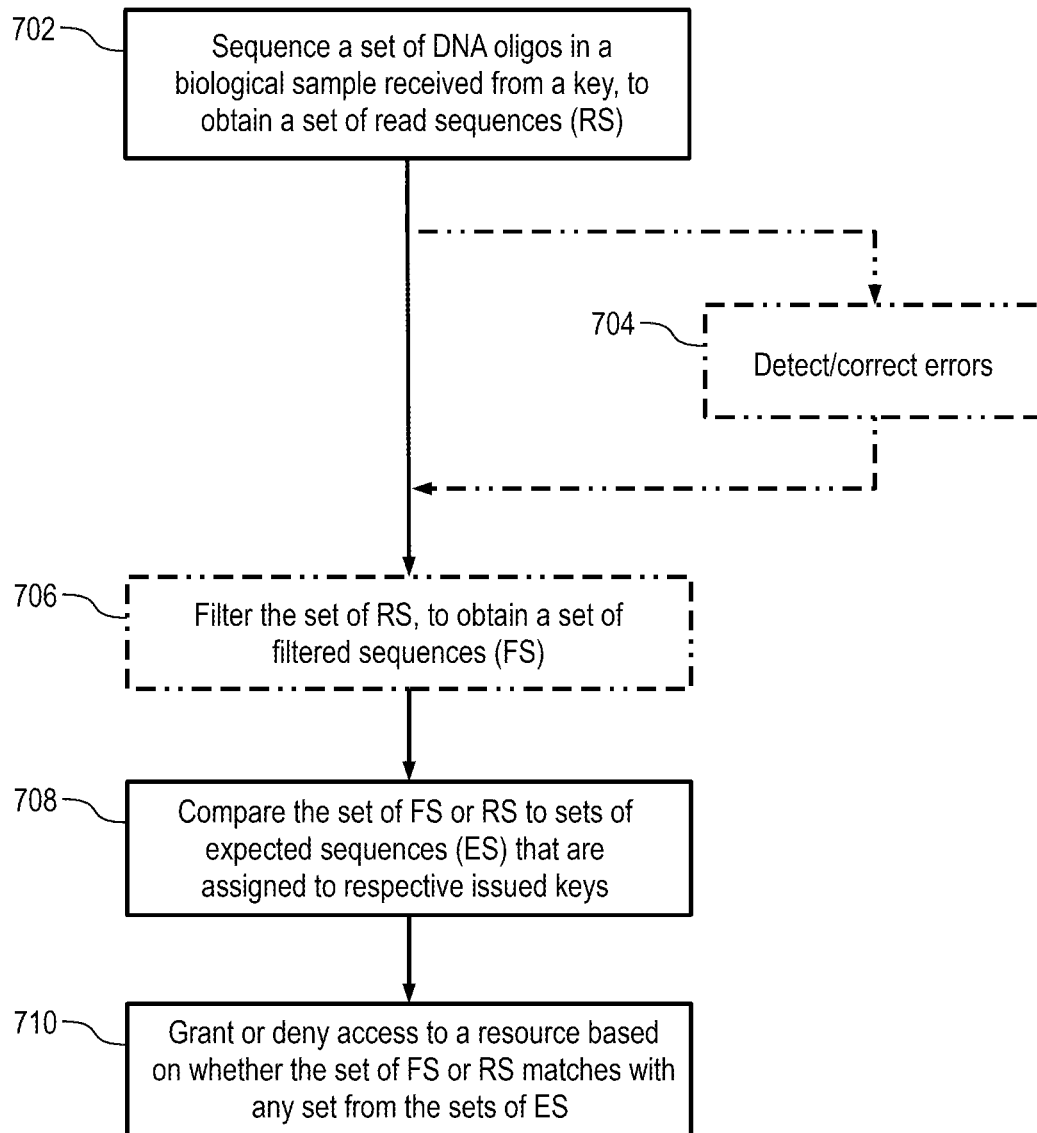 702
Sequence a set of DNA oligos in a
biological sample received from a key, to
obtain a set of read sequences (RS)
704
Detect/correct errors
706
Filter the set of RS, to obtain a set of
filtered sequences (FS)
708
Compare the set of FS or RS to sets of
expected sequences (ES) that are
assigned to respective issued keys
710
Grant or deny access to a resource based
on whether the set of FS or RS matches with
any set from the sets of ES